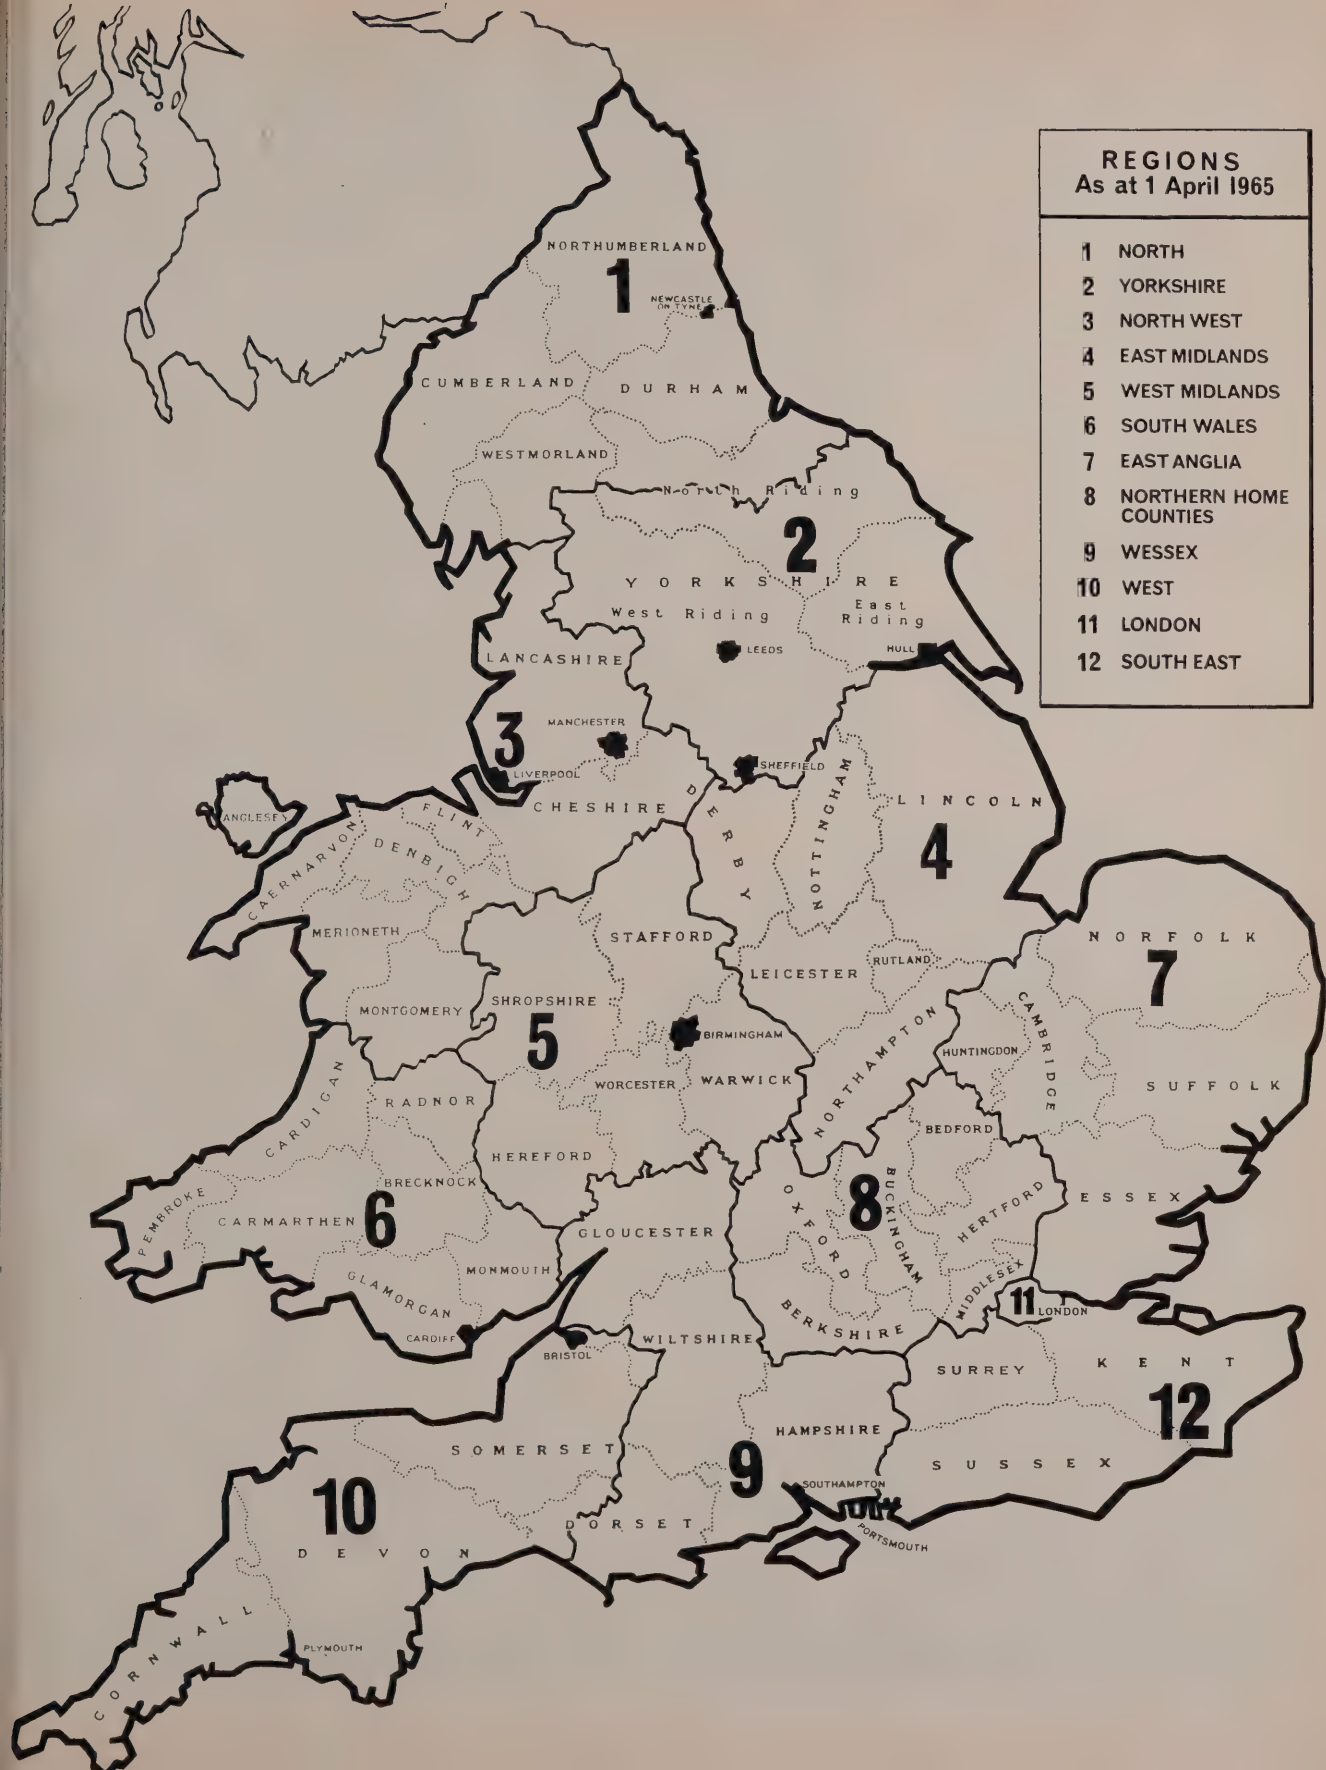 REGIONS
As at 1 April 1965
1 NORTH
2 YORKSHIRE
3 NORTH WEST
4 EAST MIDLANDS
5 WEST MIDLANDS
6 SOUTH WALES
7 EAST ANGLIA
8 NORTHERN HOME
COUNTIES
9 WESSEX
10 WEST
11 LONDON
12 SOUTH EAST
NORTHUMBERLAND
1
NEWCASTLE
ON TYNE
CUMBERLAND
DURHAM
WESTMORLAND
North Riding
2
YORKSHIRE
West Riding
East
Riding
LEEDS
HULL
LANCASHIRE
3
MANCHESTER
LIVERPOOL
SHEFFIELD
CHESHIRE
DERBY
NOTTINGHAM
LINCOLN
4
ANGLESEY
FLINT
DENBIGH
CAERNARVON
MERIONETH
MONTGOMERY
STAFFORD
SHROPSHIRE
5
BIRMINGHAM
WORCESTER
WARWICK
HEREFORD
LEICESTER
RUTLAND
NORTHAMPTON
NORFOLK
7
CAMBRIDGE
HUNTINGDON
SUFFOLK
BEDFORD
CARDIGAN
RADNOR
BRECKNOCK
PEMBROKE
CARMARTHEN
6
GLAMORGAN
MONMOUTH
CARDIFF
GLOUCESTER
OXFORD
8
BUCKINGHAM
HERTFORD
ESSEX
MIDDLESEX
BERKSHIRE
11
LONDON
BRISTOL
WILTSHIRE
SURREY
KENT
12
HAMPSHIRE
SUSSEX
SOMERSET
9
SOUTHAMPTON
PORTSMOUTH
10
DORSET
DEVON
CORNWALL
PLYMOUTH